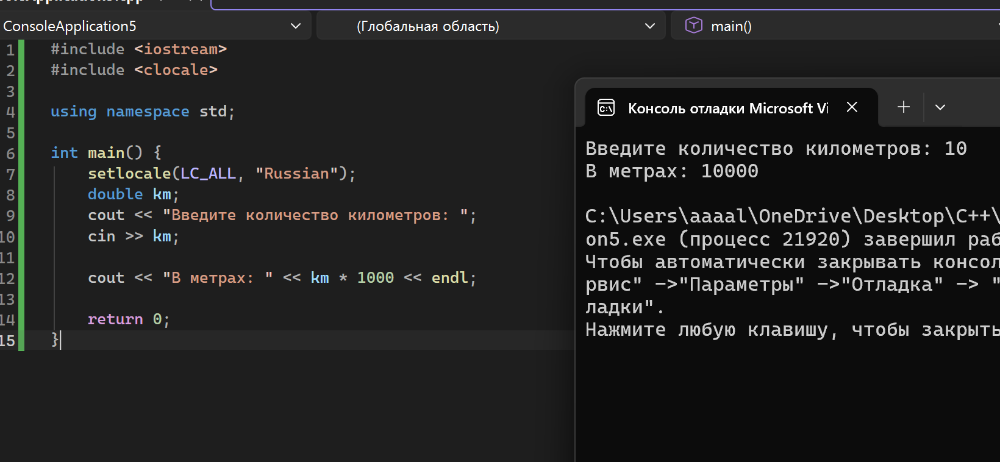 ConsoleApplication5
(Глобальная область)
main()
1 #include <iostream>
2 #include <clocale>
3
4 using namespace std;
5
6 int main() {
7 setlocale(LC_ALL, "Russian");
8 double km;
9 cout << "Введите количество километров: ";
10 cin >> km;
11
12 cout << "В метрах: " << km * 1000 << endl;
13
14 return 0;
15 }
Консоль отладки Microsoft Vi
Введите количество километров: 10
В метрах: 10000
C:\Users\aaaal\OneDrive\Desktop\C++\
on5.exe (процесс 21920) завершил раб
Чтобы автоматически закрывать консол
рвис" ->"Параметры" ->"Отладка" -> "
ладки".
Нажмите любую клавишу, чтобы закрыть